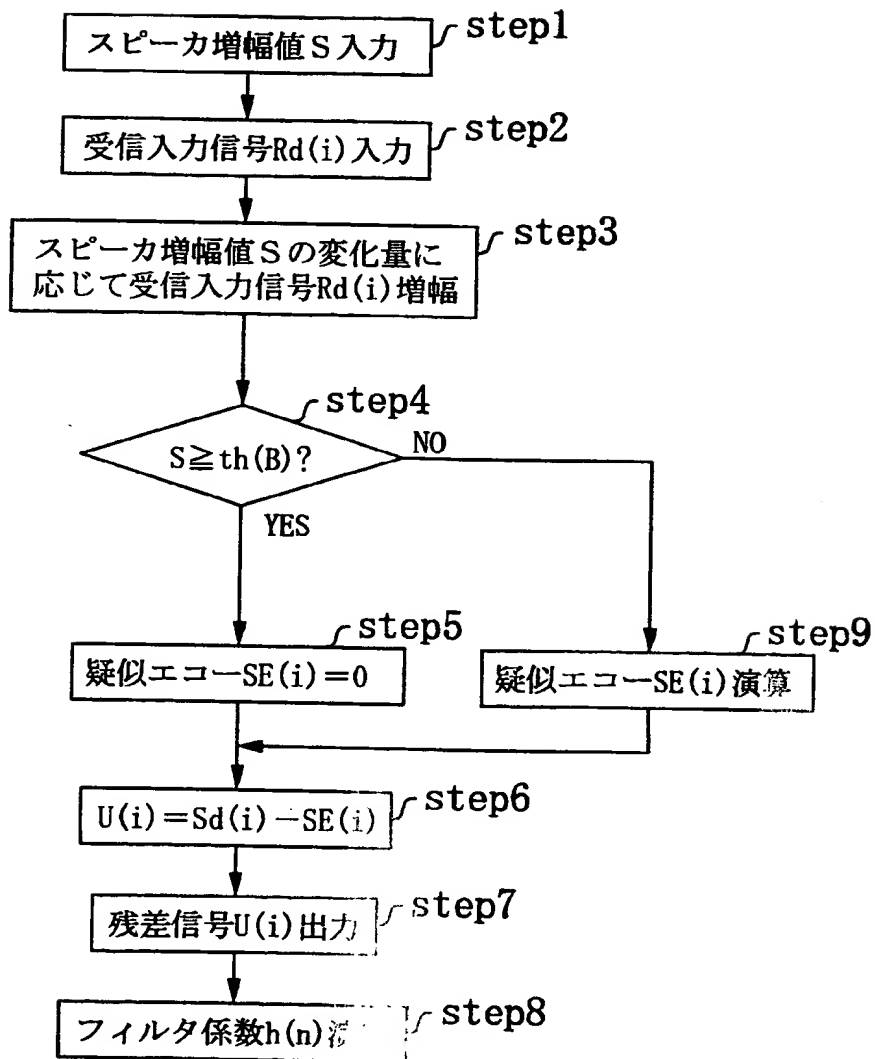 スピーカ増幅値S入力
step1
受信入力信号Rd(i)入力
step2
スピーカ増幅値Sの変化量に
応じて受信入力信号Rd(i)増幅
step3
step4
S≧th(B)?
NO
YES
step5
疑似エコーSE(i)=0
step9
疑似エコーSE(i)演算
step6
U(i)=Sd(i)-SE(i)
step7
残差信号U(i)出力
step8
フィルタ係数h(n)